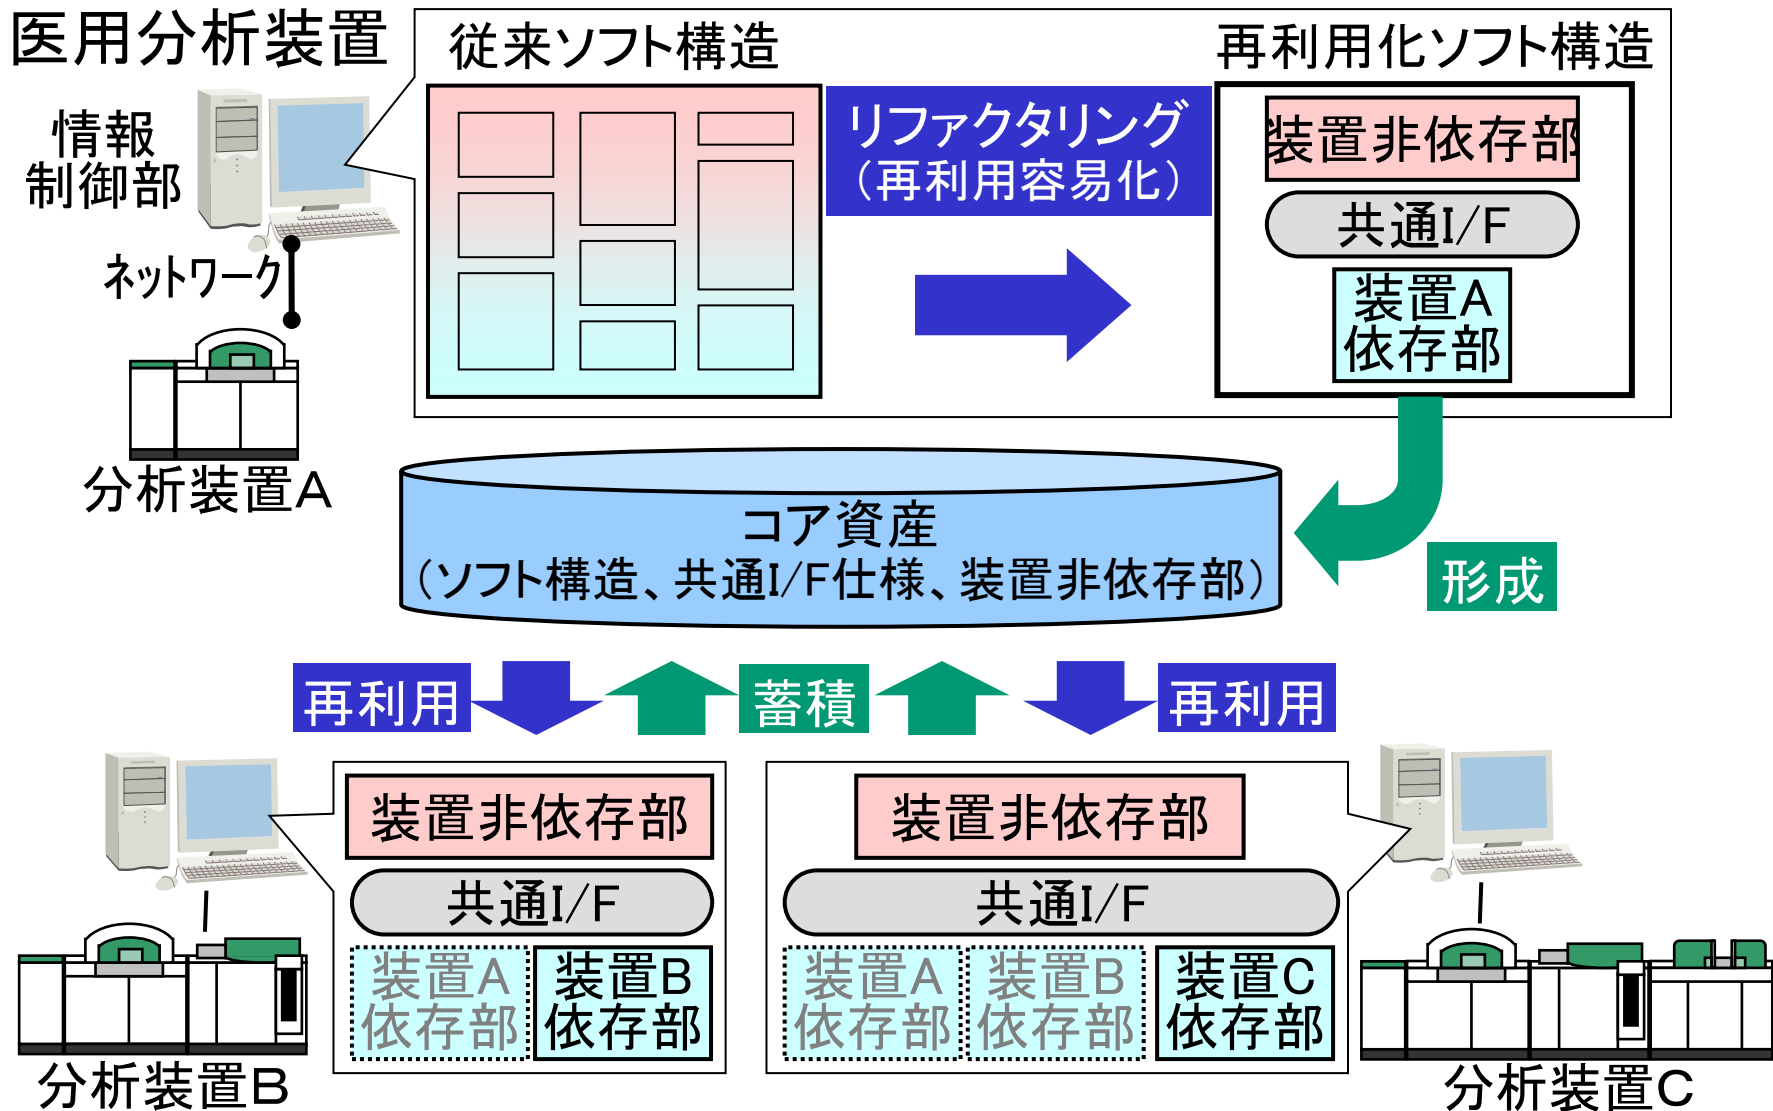 医用分析装置
従来ソフト構造
再利用化ソフト構造
情報
制御部
リファクタリング
（再利用容易化）
装置非依存部
共通I/F
装置A
依存部
ネットワーク
分析装置A
コア資産
（ソフト構造、共通I/F仕様、装置非依存部）
形成
再利用
蓄積
再利用
装置非依存部
共通I/F
装置A
依存部
装置B
依存部
分析装置B
装置非依存部
共通I/F
装置A
依存部
装置B
依存部
装置C
依存部
分析装置C